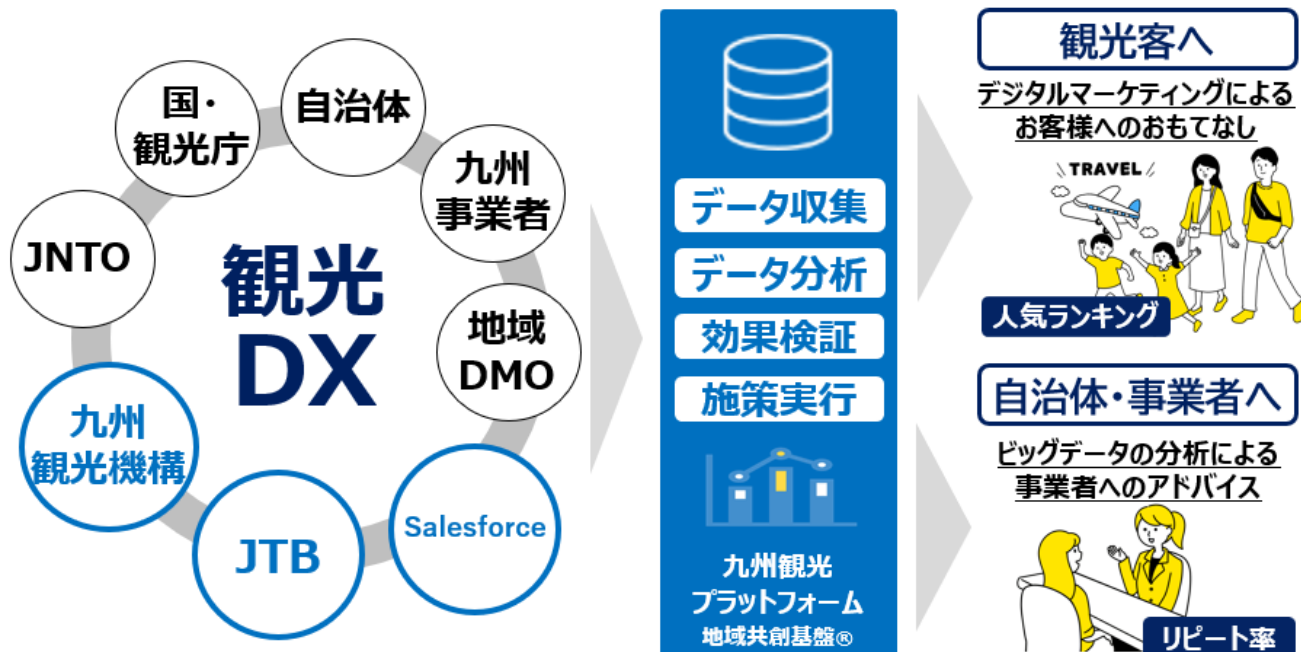 国・
観光庁
自治体
九州
事業者
JNTO
観光
DX
地域
DMO
九州
観光機構
JTB
Salesforce
データ収集
データ分析
効果検証
施策実行
九州観光
プラットフォーム
地域共創基盤®
観光客へ
デジタルマーケティングによる
お客様へのおもてなし
\ TRAVEL /
人気ランキング
自治体・事業者へ
ビッグデータの分析による
事業者へのアドバイス
リピート率